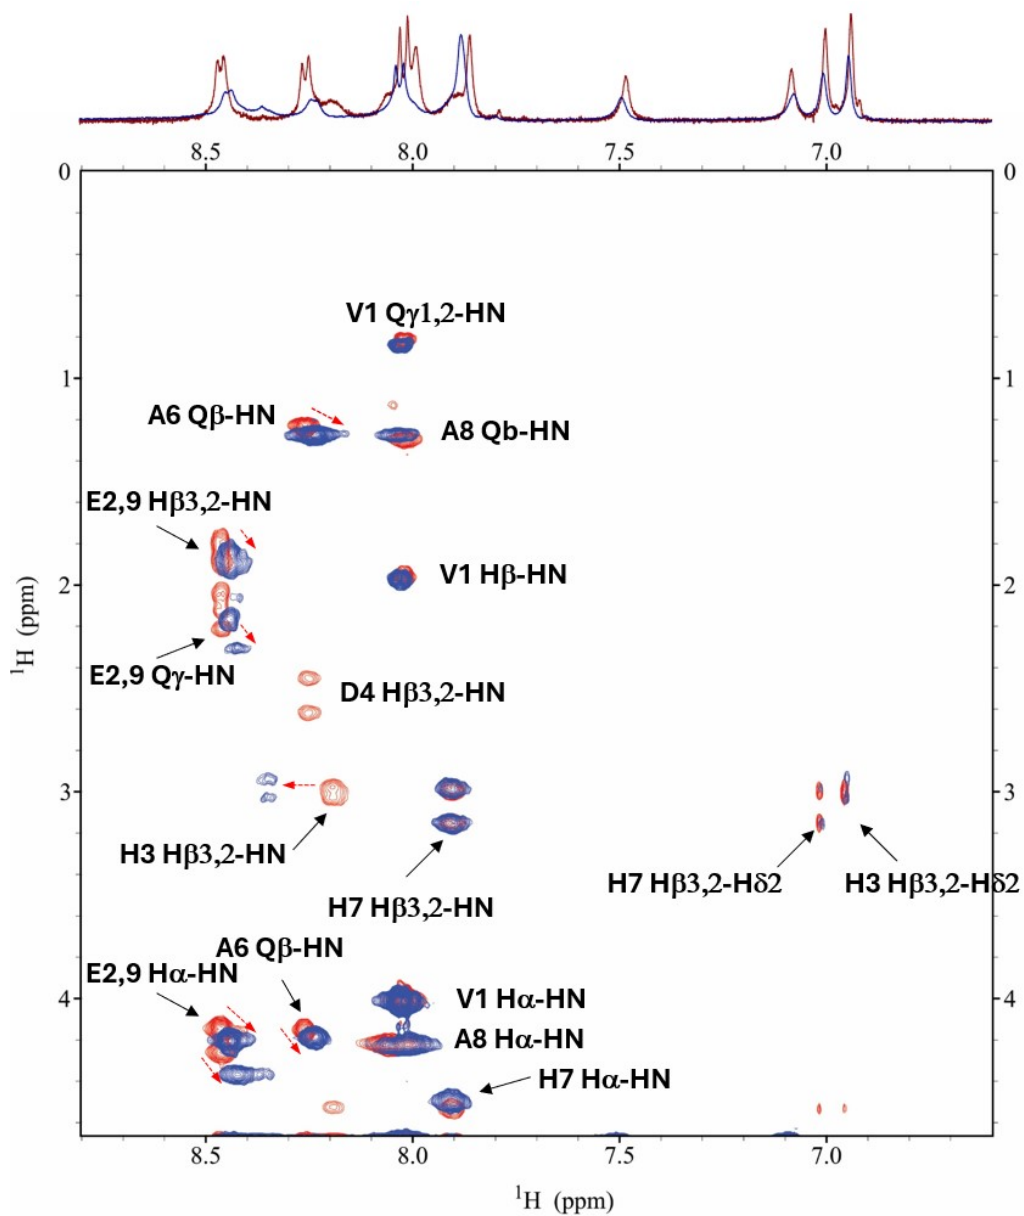 8.5 8.0 7.5 7.0
0 0
V1 Qγ1,2-HN
1 1
A6 Qβ-HN
A8 Qb-HN
E2,9 Hβ3,2-HN
V1 Hβ-HN
2 2
E2,9 Qγ-HN
D4 Hβ3,2-HN
¹H (ppm)
3 3
H3 Hβ3,2-HN
H7 Hβ3,2-HN
H7 Hβ3,2-Hδ2
H3 Hβ3,2-Hδ2
A6 Qβ-HN
E2,9 Hα-HN
4 4
V1 Hα-HN
A8 Hα-HN
H7 Hα-HN
8.5 8.0 7.5 7.0
¹H (ppm)